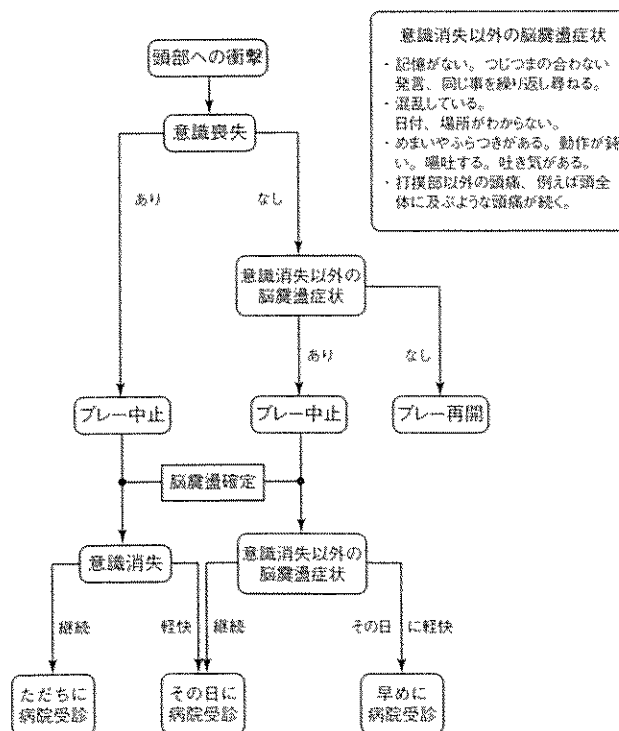 頭部への衝撃
意識喪失
あり
なし
意識消失以外の
脳震盪症状
あり
なし
プレー中止
プレー中止
プレー再開
脳震盪確定
意識消失
意識消失以外の
脳震盪症状
継続
軽快
継続
その日
に軽快
ただちに
病院受診
その日に
病院受診
早めに
病院受診
意識消失以外の脳震盪症状
・記憶がない。つじつまの合わない
発言、同じ事を繰り返し尋ねる。
・混乱している。
日付、場所がわからない。
・めまいやふらつきがある。動作が鈍
い。嘔吐する。吐き気がある。
・打撲部以外の頭痛、例えば頭全
体に及ぶような頭痛が続く。